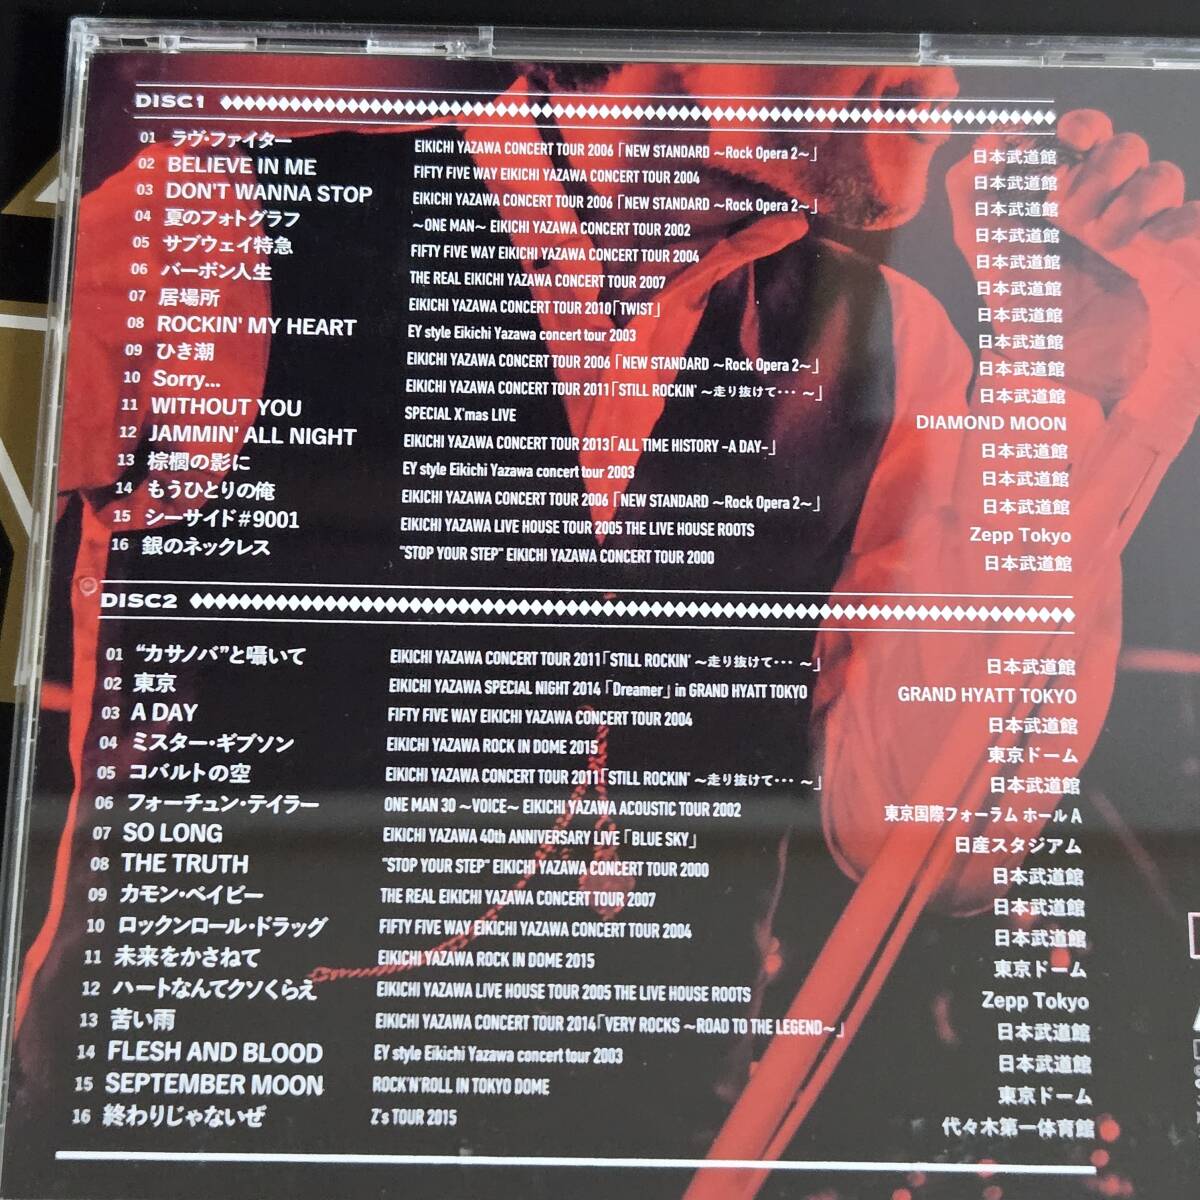 DISC1
01 ラヴ・ファイター EIKICHI YAZAWA CONCERT TOUR 2006「NEW STANDARD ～Rock Opera 2～」 日本武道館
02 BELIEVE IN ME FIFTY FIVE WAY EIKICHI YAZAWA CONCERT TOUR 2004 日本武道館
03 DON'T WANNA STOP EIKICHI YAZAWA CONCERT TOUR 2006「NEW STANDARD ～Rock Opera 2～」 日本武道館
04 夏のフォトグラフ ～ONE MAN～ EIKICHI YAZAWA CONCERT TOUR 2002 日本武道館
05 サブウェイ特急 FIFTY FIVE WAY EIKICHI YAZAWA CONCERT TOUR 2004 日本武道館
06 バーボン人生 THE REAL EIKICHI YAZAWA CONCERT TOUR 2007 日本武道館
07 居場所 EIKICHI YAZAWA CONCERT TOUR 2010「TWIST」 日本武道館
08 ROCKIN' MY HEART EY style Eikichi Yazawa concert tour 2003 日本武道館
09 ひき潮 EIKICHI YAZAWA CONCERT TOUR 2006「NEW STANDARD ～Rock Opera 2～」 日本武道館
10 Sorry... EIKICHI YAZAWA CONCERT TOUR 2011「STILL ROCKIN' ～走り抜けて･･･ ～」 日本武道館
11 WITHOUT YOU SPECIAL X'mas LIVE DIAMOND MOON
12 JAMMIN' ALL NIGHT EIKICHI YAZAWA CONCERT TOUR 2013「ALL TIME HISTORY -A DAY-」 日本武道館
13 棕櫚の影に EY style Eikichi Yazawa concert tour 2003 日本武道館
14 もうひとりの俺 EIKICHI YAZAWA CONCERT TOUR 2006「NEW STANDARD ～Rock Opera 2～」 日本武道館
15 シーサイド#9001 EIKICHI YAZAWA LIVE HOUSE TOUR 2005 THE LIVE HOUSE ROOTS Zepp Tokyo
16 銀のネックレス "STOP YOUR STEP" EIKICHI YAZAWA CONCERT TOUR 2000 日本武道館
DISC2
01 “カサノバ”と囁いて EIKICHI YAZAWA CONCERT TOUR 2011「STILL ROCKIN' ～走り抜けて･･･ ～」 日本武道館
02 東京 EIKICHI YAZAWA SPECIAL NIGHT 2014「Dreamer」in GRAND HYATT TOKYO GRAND HYATT TOKYO
03 A DAY FIFTY FIVE WAY EIKICHI YAZAWA CONCERT TOUR 2004 日本武道館
04 ミスター・ギブソン EIKICHI YAZAWA ROCK IN DOME 2015 東京ドーム
05 コバルトの空 EIKICHI YAZAWA CONCERT TOUR 2011「STILL ROCKIN' ～走り抜けて･･･ ～」 日本武道館
06 フォーチュン・テイラー ONE MAN 30 ～VOICE～ EIKICHI YAZAWA ACOUSTIC TOUR 2002 東京国際フォーラム ホールA
07 SO LONG EIKICHI YAZAWA 40th ANNIVERSARY LIVE「BLUE SKY」 日産スタジアム
08 THE TRUTH "STOP YOUR STEP" EIKICHI YAZAWA CONCERT TOUR 2000 日本武道館
09 カモン・ベイビー THE REAL EIKICHI YAZAWA CONCERT TOUR 2007 日本武道館
10 ロックンロール・ドラッグ FIFTY FIVE WAY EIKICHI YAZAWA CONCERT TOUR 2004 日本武道館
11 未来をかさねて EIKICHI YAZAWA ROCK IN DOME 2015 東京ドーム
12 ハートなんてクソくらえ EIKICHI YAZAWA LIVE HOUSE TOUR 2005 THE LIVE HOUSE ROOTS Zepp Tokyo
13 苦い雨 EIKICHI YAZAWA CONCERT TOUR 2014「VERY ROCKS ～ROAD TO THE LEGEND～」 日本武道館
14 FLESH AND BLOOD EY style Eikichi Yazawa concert tour 2003 日本武道館
15 SEPTEMBER MOON ROCK'N'ROLL IN TOKYO DOME 東京ドーム
16 終わりじゃないぜ Z's TOUR 2015 代々木第一体育館